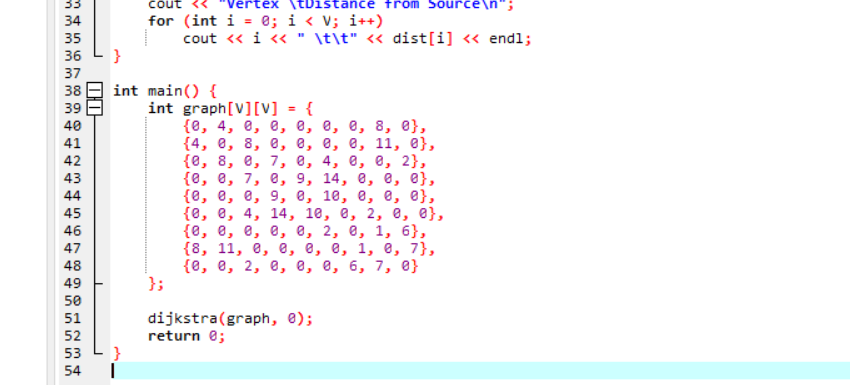 33 cout << "Vertex \tDistance from Source\n";
34 for (int i = 0; i < V; i++)
35 cout << i << " \t\t" << dist[i] << endl;
36 }
37
38 int main() {
39 int graph[V][V] = {
40 {0, 4, 0, 0, 0, 0, 0, 8, 0},
41 {4, 0, 8, 0, 0, 0, 0, 11, 0},
42 {0, 8, 0, 7, 0, 4, 0, 0, 2},
43 {0, 0, 7, 0, 9, 14, 0, 0, 0},
44 {0, 0, 0, 9, 0, 10, 0, 0, 0},
45 {0, 0, 4, 14, 10, 0, 2, 0, 0},
46 {0, 0, 0, 0, 0, 2, 0, 1, 6},
47 {8, 11, 0, 0, 0, 0, 1, 0, 7},
48 {0, 0, 2, 0, 0, 0, 6, 7, 0}
49 };
50
51 dijkstra(graph, 0);
52 return 0;
53 }
54